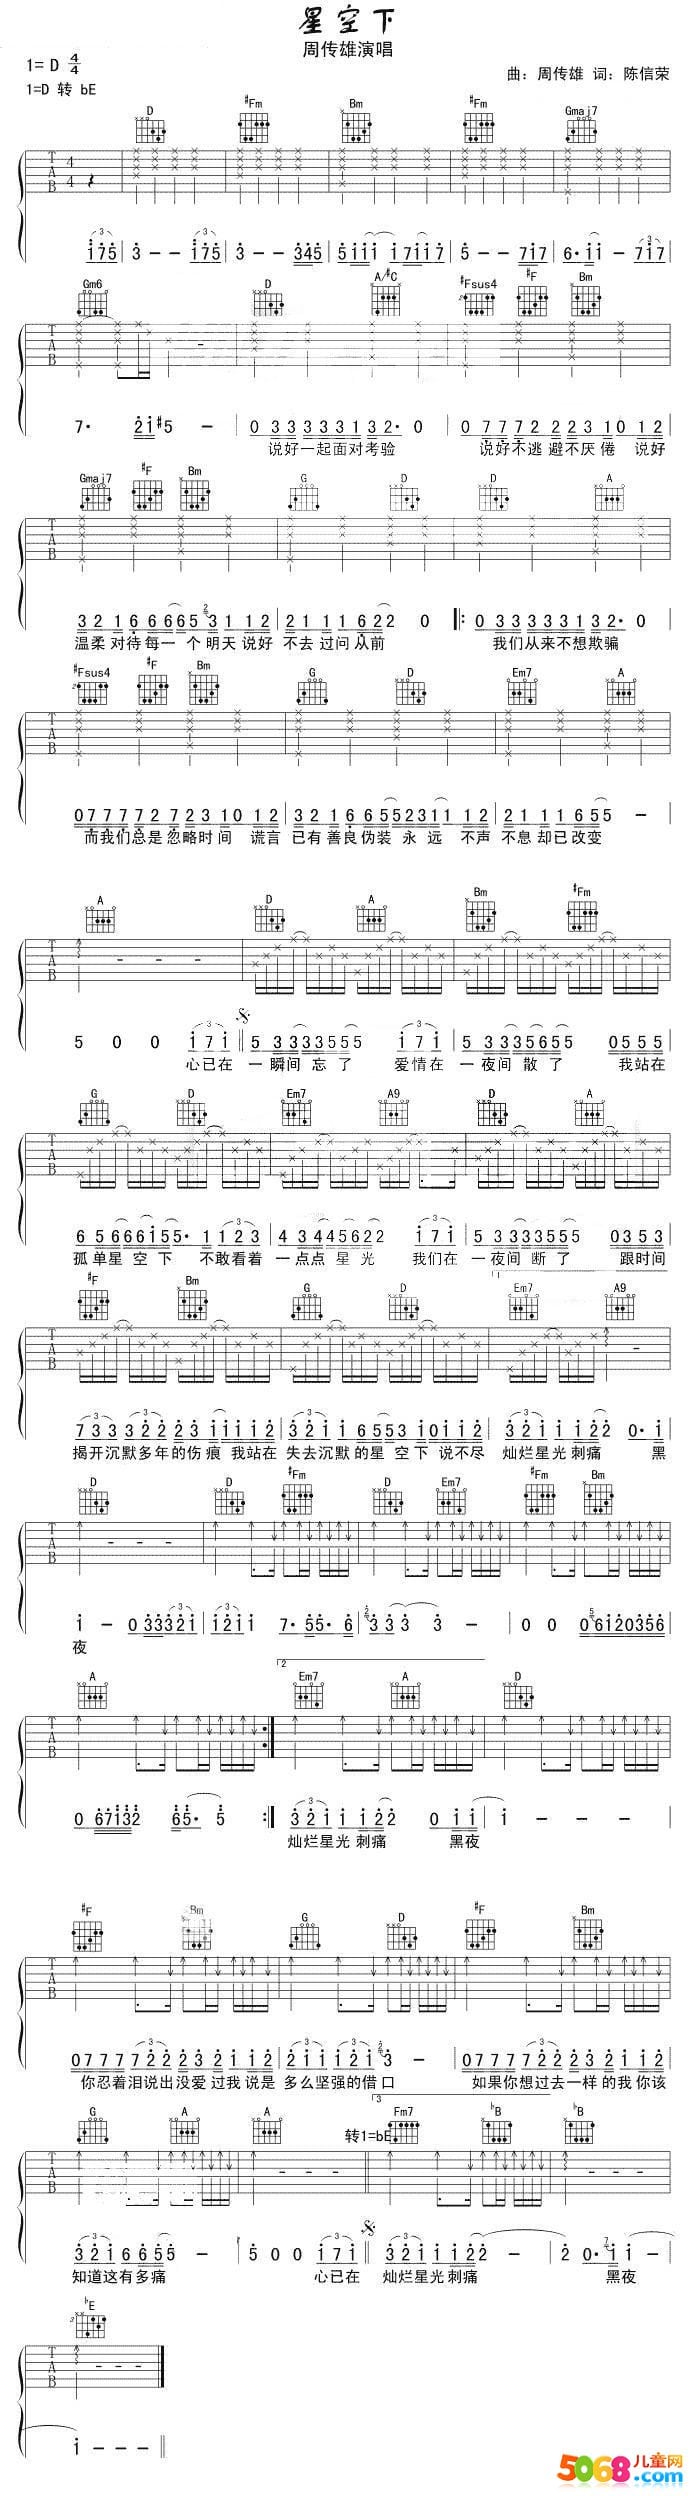 星空下
周传雄演唱
1= D 4/4
1=D 转 bE
曲：周传雄 词：陈信荣
D #Fm Bm #Fm Gmaj7
Gm6 D A/#C #Fsus4 #F Bm
说好一起面对考验 说好不逃 避不厌倦 说好
Gmaj7 #F Bm G D D A
温柔 对待每一 个 明天 说好 不去 过问 从前 我们从来不想欺骗
#Fsus4 #F Bm G D Em7 A
而我们总是忽略时间 谎言 已有善良伪装 永远 不声 不息却已改变
A D A Bm #Fm
心已在 一瞬间 忘了 爱情在 一夜间 散了 我站在
G D Em7 A9 D A
孤单星 空 下 不敢看着 一点点 星光 我们在 一夜间 断了 跟时间
#F Bm G D Em7 A9
揭开沉默多年的伤痕 我站在 失去沉默的星 空下 说不尽 灿烂星光刺痛 黑
D D #Fm D Em7 #Fm Bm
夜
A Em7 A D
灿烂星光 刺痛 黑夜
#F Bm G D #F Bm
你忍着泪说出没爱过我说是 多么坚强的借口 如果你想过去一样的我你该
G A A 转1=bE Fm7 bB bB
知道这有多痛 心已在 灿烂星光刺痛 黑夜
bE
5068儿童网
.com